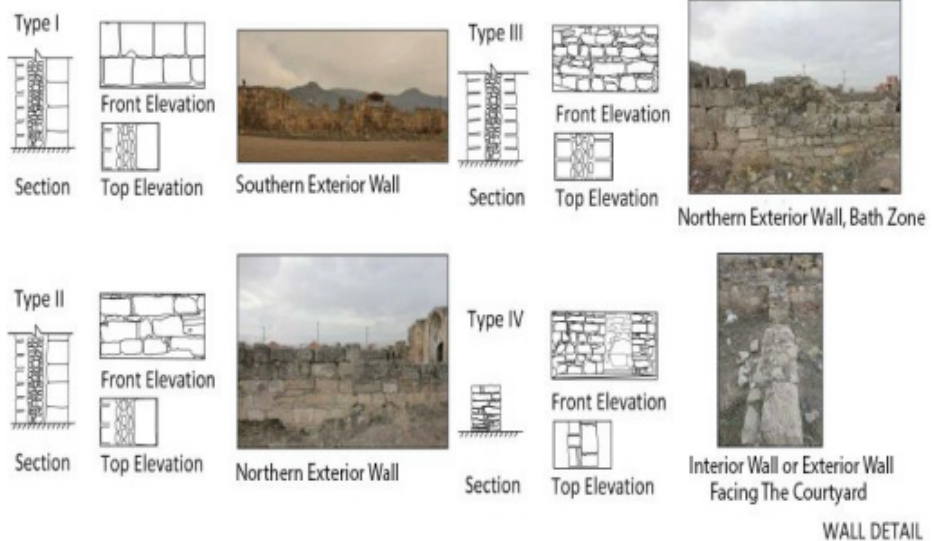 Type I
Front Elevation
Section
Top Elevation
Southern Exterior Wall
Type III
Front Elevation
Section
Top Elevation
Northern Exterior Wall, Bath Zone
Type II
Front Elevation
Section
Top Elevation
Northern Exterior Wall
Type IV
Front Elevation
Section
Top Elevation
Interior Wall or Exterior Wall
Facing The Courtyard
WALL DETAIL